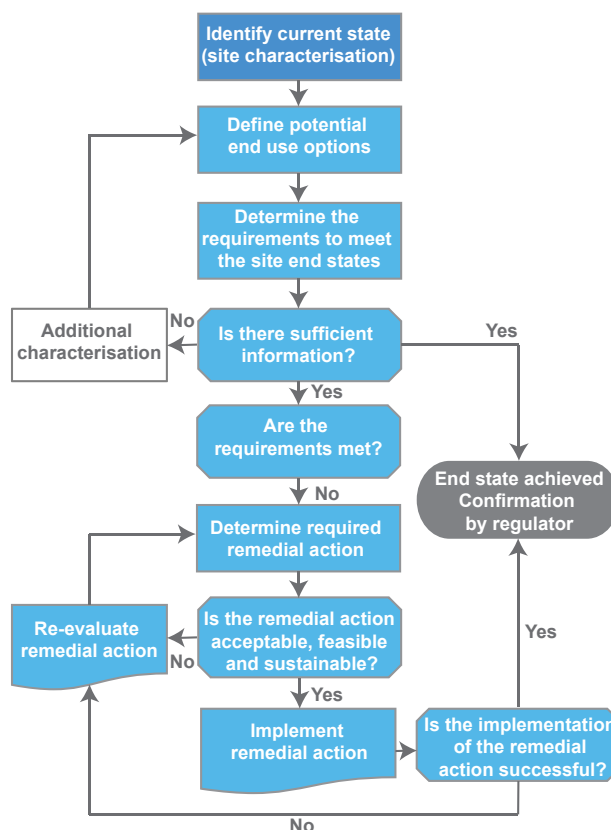 Identify current state
(site characterisation)
Define potential
end use options
Determine the
requirements to meet
the site end states
Additional
characterisation
No
Is there sufficient
information?
Yes
Yes
Are the
requirements met?
No
End state achieved
Confirmation
by regulator
Determine required
remedial action
Re-evaluate
remedial action
No
Is the remedial action
acceptable, feasible
and sustainable?
Yes
Yes
Implement
remedial action
Is the implementation
of the remedial
action successful?
No